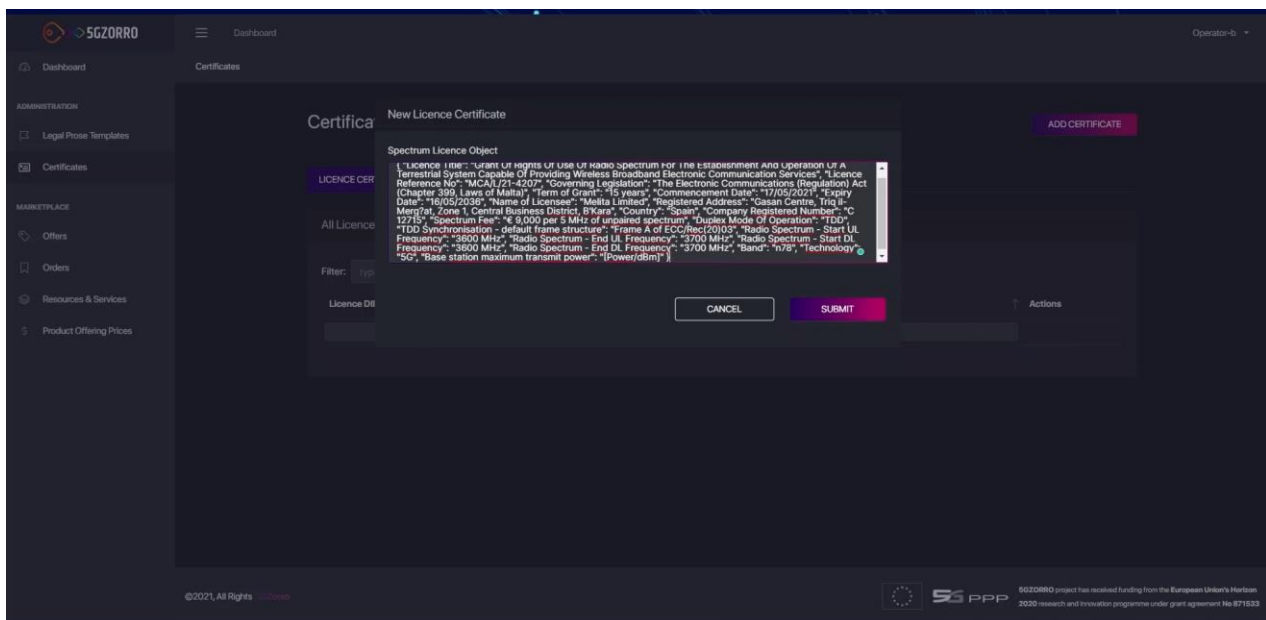 5GZORRO
Dashboard
Operator-b
Dashboard
Certificates
ADMINISTRATION
Legal Prose Templates
Certificates
MARKETPLACE
Offers
Orders
Resources & Services
Product Offering Prices
Certifica
ADD CERTIFICATE
LICENCE CER
All Licence
Filter:
Licence DI
Actions
New Licence Certificate
Spectrum Licence Object
{ "Licence Title": "Grant Of Rights Of Use Of Radio Spectrum For The Establishment And Operation Of A
Terrestrial System Capable Of Providing Wireless Broadband Electronic Communication Services", "Licence
Reference No": "MCA/L/21-4207", "Governing Legislation": "The Electronic Communications (Regulation) Act
(Chapter 399, Laws of Malta)", "Term of Grant": "15 years", "Commencement Date": "17/05/2021", "Expiry
Date": "16/05/2036", "Name of Licensee": "Melita Limited", "Registered Address": "Gasan Centre, Triq il-
Merg?at, Zone 1, Central Business District, B'Kara", "Country": "Spain", "Company Registered Number": "C
12715", "Spectrum Fee": "€ 9,000 per 5 MHz of unpaired spectrum", "Duplex Mode Of Operation": "TDD",
"TDD Synchronisation - default frame structure": "Frame A of ECC/Rec(20)03", "Radio Spectrum - Start UL
Frequency": "3600 MHz", "Radio Spectrum - End UL Frequency": "3700 MHz", "Radio Spectrum - Start DL
Frequency": "3600 MHz", "Radio Spectrum - End DL Frequency": "3700 MHz", "Band": "n78", "Technology":
"5G", "Base station maximum transmit power": "[Power/dBm]" }
CANCEL
SUBMIT
©2021, All Rights 5GZorro
5G PPP
5GZORRO project has received funding from the European Union's Horizon
2020 research and innovation programme under grant agreement No 871533